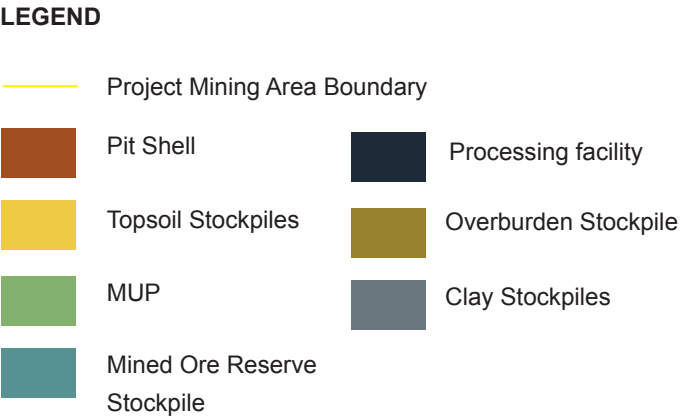 LEGEND
Project Mining Area Boundary
Pit Shell
Processing facility
Topsoil Stockpiles
Overburden Stockpile
MUP
Clay Stockpiles
Mined Ore Reserve
Stockpile